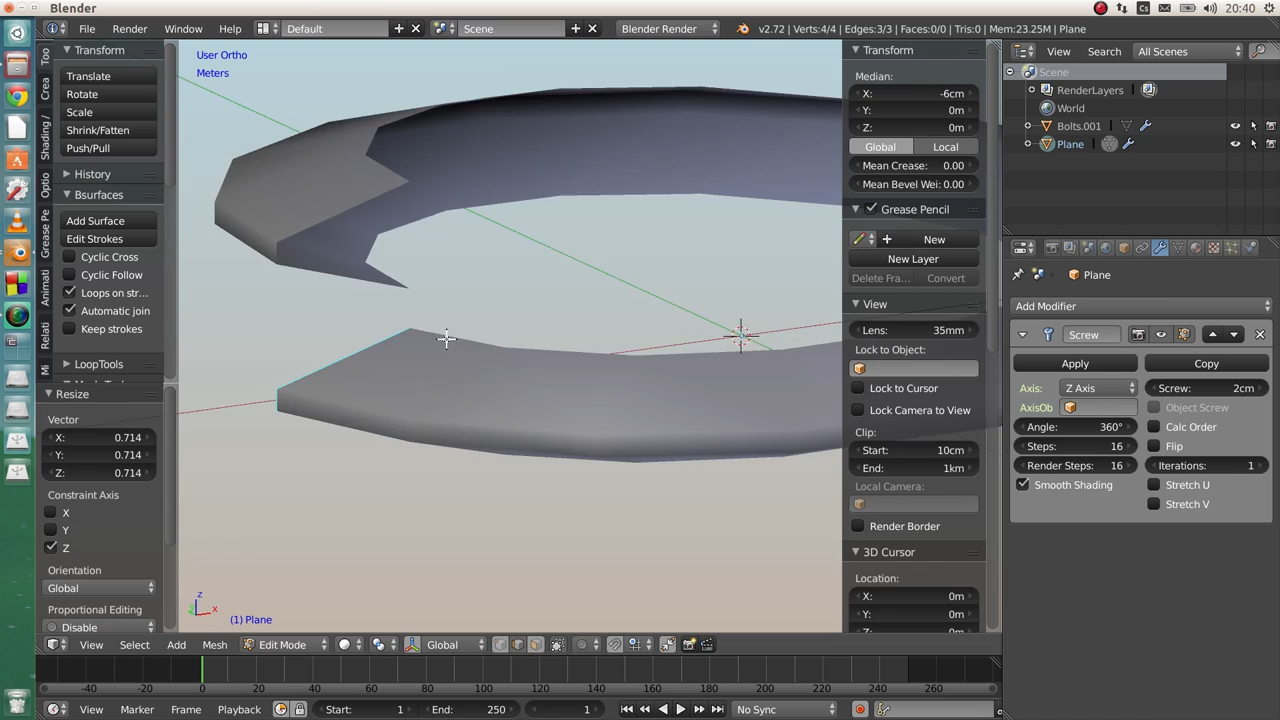 Blender
20:40
File Render Window Help
Default
Scene
Blender Render
v2.72 | Verts:4/4 | Edges:3/3 | Faces:0/0 | Tris:0 | Mem:23.25M | Plane
Transform
Translate
Rotate
Scale
Shrink/Fatten
Push/Pull
History
Bsurfaces
Add Surface
Edit Strokes
Cyclic Cross
Cyclic Follow
Loops on str...
Automatic join
Keep strokes
LoopTools
Too
Crea
Shading /
Optio
Grease Pe
Animati
Relati
Mi
Resize
Vector
X: 0.714
Y: 0.714
Z: 0.714
Constraint Axis
X
Y
Z
Orientation
Global
Proportional Editing
Disable
User Ortho
Meters
z
x
(1) Plane
View Select Add Mesh Edit Mode Global
Transform
Median:
X: -6cm
Y: 0m
Z: 0m
Global Local
Mean Crease: 0.00
Mean Bevel Wei: 0.00
Grease Pencil
New
New Layer
Delete Fra... Convert
View
Lens: 35mm
Lock to Object:
Lock to Cursor
Lock Camera to View
Clip:
Start: 10cm
End: 1km
Local Camera:
Render Border
3D Cursor
Location:
X: 0m
Y: 0m
View Search All Scenes
Scene
RenderLayers
World
Bolts.001
Plane
Plane
Add Modifier
Screw
Apply Copy
Axis: Z Axis Screw: 2cm
AxisOb Object Screw
Angle: 360° Calc Order
Steps: 16 Flip
Render Steps: 16 Iterations: 1
Smooth Shading Stretch U
Stretch V
-40 -20 0 20 40 60 80 100 120 140 160 180 200 220 240 260
View Marker Frame Playback Start: 1 End: 250 1 No Sync